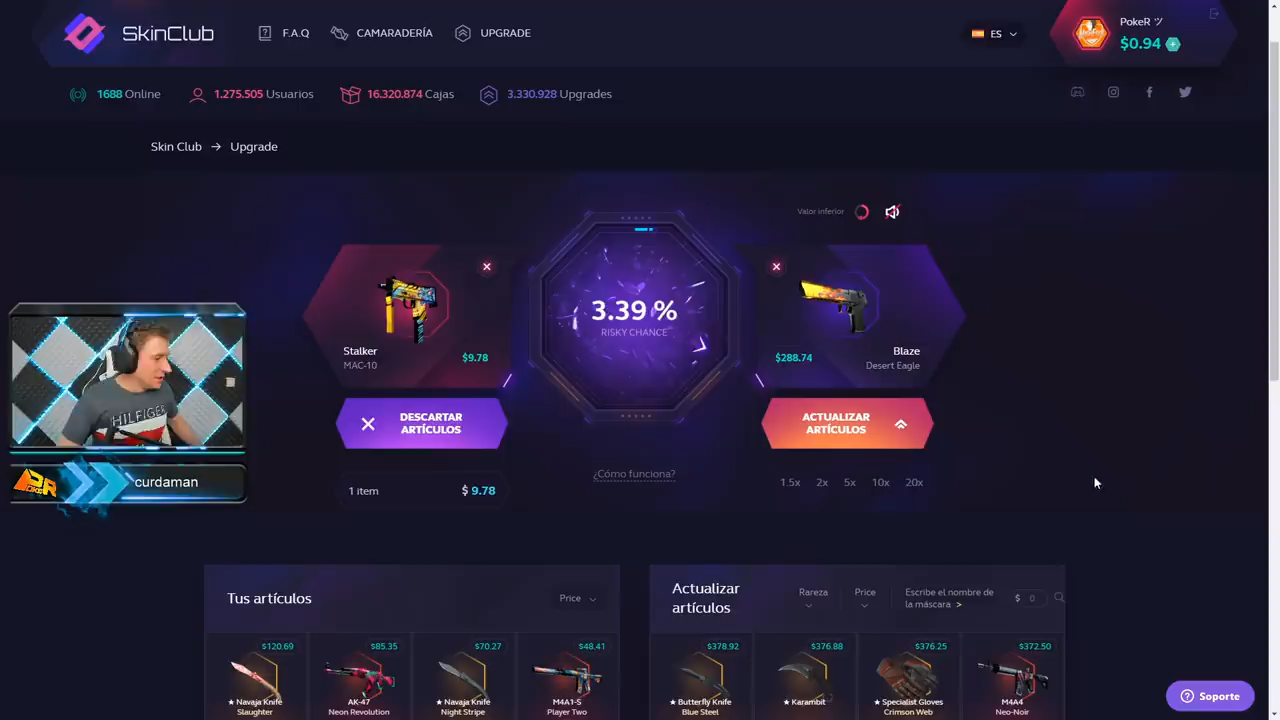 SkinClub
F.A.Q
CAMARADERÍA
UPGRADE
ES
PokeR ツ
$0.94
1688 Online
1.275.505 Usuarios
16.320.874 Cajas
3.330.928 Upgrades
Skin Club → Upgrade
Valor inferior
3.39 %
RISKY CHANCE
Stalker
MAC-10
$9.78
$288.74
Blaze
Desert Eagle
DESCARTAR
ARTÍCULOS
ACTUALIZAR
ARTÍCULOS
HILFIGER
curdaman
¿Cómo funciona?
1 item
$ 9.78
1.5x 2x 5x 10x 20x
Tus artículos
Price
Actualizar
artículos
Rareza
Price
Escribe el nombre de
la máscara >
$ 0
$120.69
★ Navaja Knife
Slaughter
$85.35
AK-47
Neon Revolution
$70.27
★ Navaja Knife
Night Stripe
$48.41
M4A1-S
Player Two
$378.92
★ Butterfly Knife
Blue Steel
$376.88
★ Karambit
$376.25
★ Specialist Gloves
Crimson Web
$372.50
M4A4
Neo-Noir
Soporte